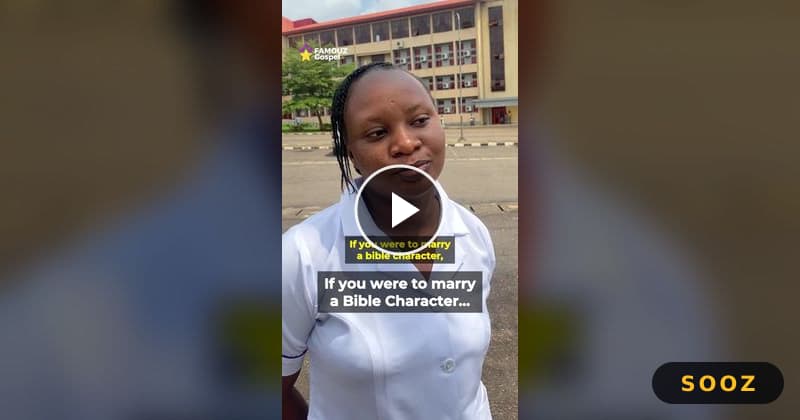 FAMOUZ
Gospel
If you were to marry
a bible character,
If you were to marry
a Bible Character...
SOOZ